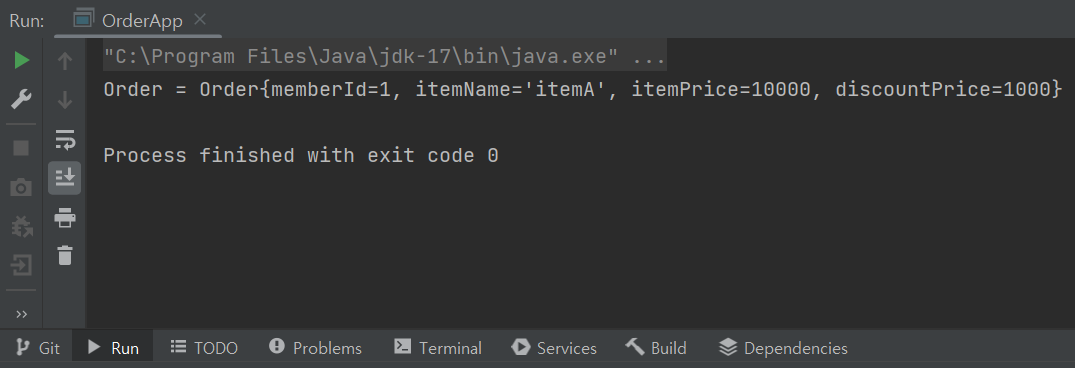 Run: OrderApp
"C:\Program Files\Java\jdk-17\bin\java.exe" ...
Order = Order{memberId=1, itemName='itemA', itemPrice=10000, discountPrice=1000}
Process finished with exit code 0
Git Run TODO Problems Terminal Services Build Dependencies